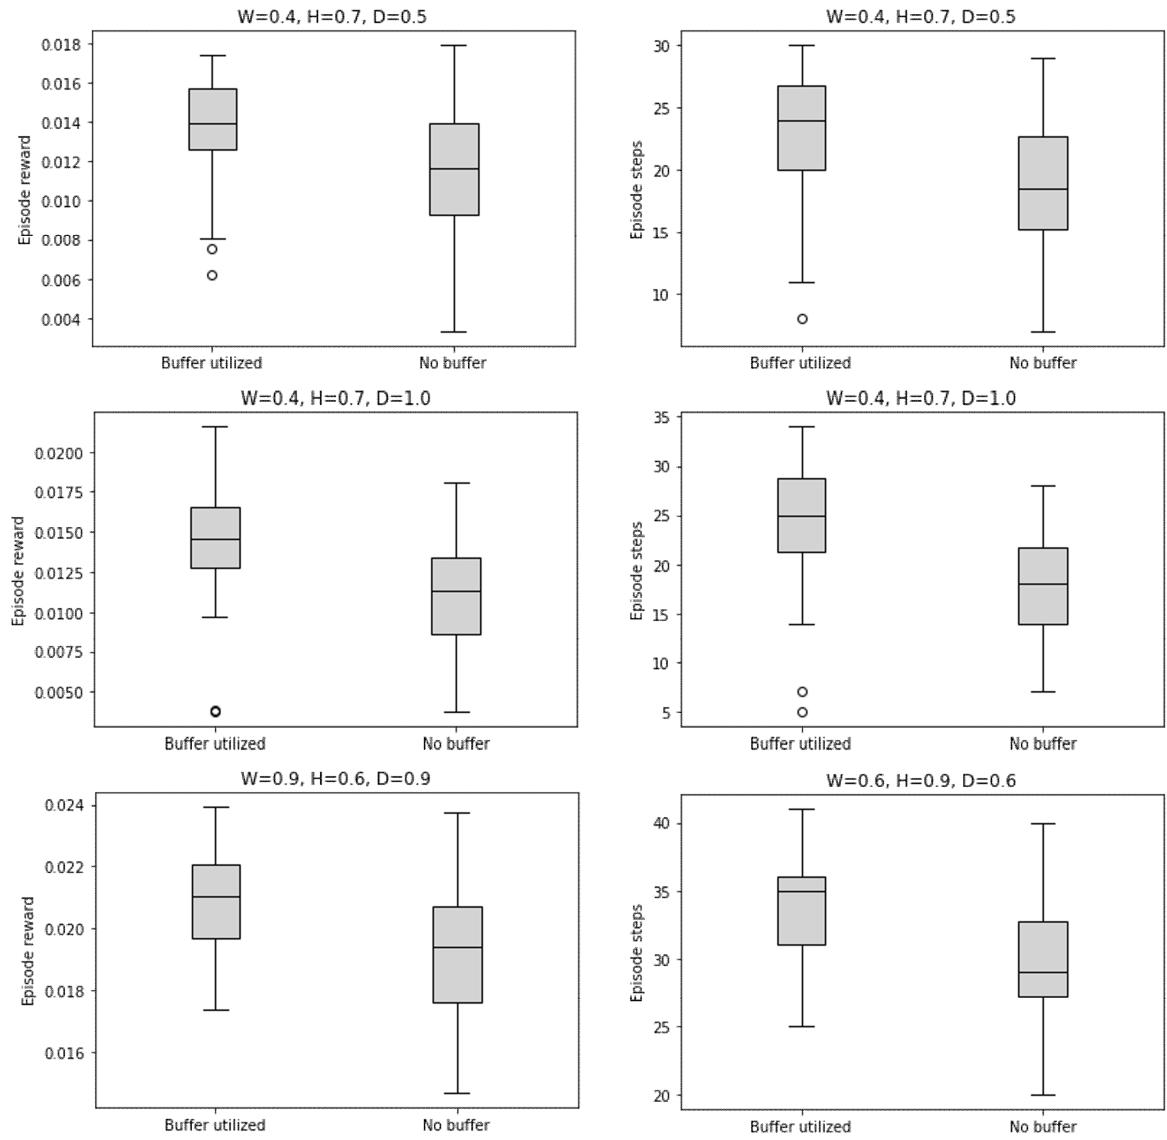 W=0.4, H=0.7, D=0.5
0.018
0.016
0.014
0.012
0.010
0.008
0.006
0.004
Episode reward
Buffer utilized No buffer
W=0.4, H=0.7, D=0.5
30
25
20
15
10
Episode steps
Buffer utilized No buffer
W=0.4, H=0.7, D=1.0
0.0200
0.0175
0.0150
0.0125
0.0100
0.0075
0.0050
Episode reward
Buffer utilized No buffer
W=0.4, H=0.7, D=1.0
35
30
25
20
15
10
5
Episode steps
Buffer utilized No buffer
W=0.9, H=0.6, D=0.9
0.024
0.022
0.020
0.018
0.016
Episode reward
Buffer utilized No buffer
W=0.6, H=0.9, D=0.6
40
35
30
25
20
Episode steps
Buffer utilized No buffer